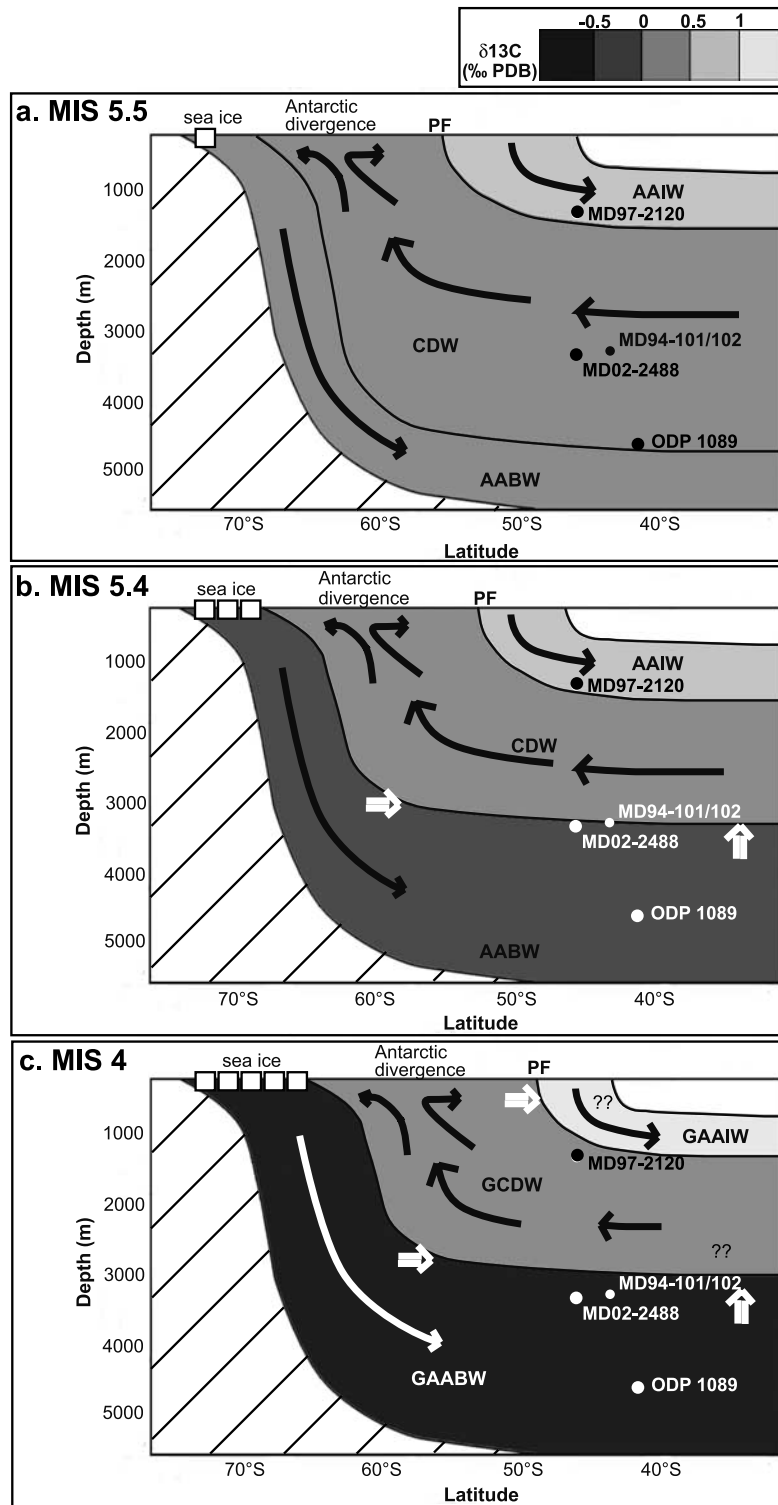 -0.5 0 0.5 1
δ13C
(‰ PDB)
a. MIS 5.5
sea ice
Antarctic
divergence
PF
1000
2000
3000
4000
5000
Depth (m)
AAIW
MD97-2120
CDW
MD94-101/102
MD02-2488
ODP 1089
AABW
70°S 60°S 50°S 40°S
Latitude
b. MIS 5.4
sea ice
Antarctic
divergence
PF
1000
2000
3000
4000
5000
Depth (m)
AAIW
MD97-2120
CDW
MD94-101/102
MD02-2488
ODP 1089
AABW
70°S 60°S 50°S 40°S
Latitude
c. MIS 4
sea ice
Antarctic
divergence
PF
1000
2000
3000
4000
5000
Depth (m)
??
GAAIW
MD97-2120
GCDW
??
MD94-101/102
MD02-2488
GAABW
ODP 1089
70°S 60°S 50°S 40°S
Latitude